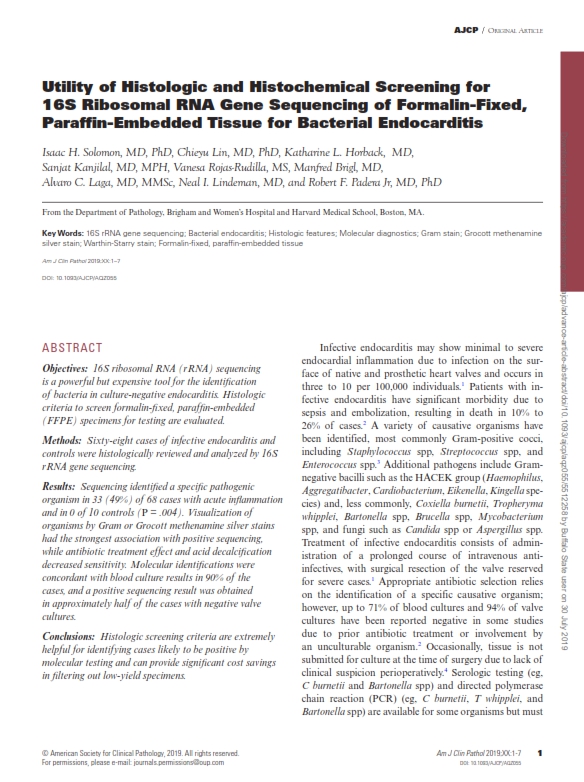 AJCP / ORIGINAL ARTICLE
Utility of Histologic and Histochemical Screening for
16S Ribosomal RNA Gene Sequencing of Formalin-Fixed,
Paraffin-Embedded Tissue for Bacterial Endocarditis
Isaac H. Solomon, MD, PhD, Chieyu Lin, MD, PhD, Katharine L. Horback, MD,
Sanjat Kanjilal, MD, MPH, Vanesa Rojas-Rudilla, MS, Manfred Brigl, MD,
Alvaro C. Laga, MD, MMSc, Neal I. Lindeman, MD, and Robert F. Padera Jr, MD, PhD
From the Department of Pathology, Brigham and Women's Hospital and Harvard Medical School, Boston, MA.
Key Words: 16S rRNA gene sequencing; Bacterial endocarditis; Histologic features; Molecular diagnostics; Gram stain; Grocott methenamine
silver stain; Warthin-Starry stain; Formalin-fixed, paraffin-embedded tissue
Am J Clin Pathol 2019;XX:1–7
DOI: 10.1093/AJCP/AQZ055
ABSTRACT
Objectives: 16S ribosomal RNA (rRNA) sequencing
is a powerful but expensive tool for the identification
of bacteria in culture-negative endocarditis. Histologic
criteria to screen formalin-fixed, paraffin-embedded
(FFPE) specimens for testing are evaluated.
Methods: Sixty-eight cases of infective endocarditis and
controls were histologically reviewed and analyzed by 16S
rRNA gene sequencing.
Results: Sequencing identified a specific pathogenic
organism in 33 (49%) of 68 cases with acute inflammation
and in 0 of 10 controls (P = .004). Visualization of
organisms by Gram or Grocott methenamine silver stains
had the strongest association with positive sequencing,
while antibiotic treatment effect and acid decalcification
decreased sensitivity. Molecular identifications were
concordant with blood culture results in 90% of the
cases, and a positive sequencing result was obtained
in approximately half of the cases with negative valve
cultures.
Conclusions: Histologic screening criteria are extremely
helpful for identifying cases likely to be positive by
molecular testing and can provide significant cost savings
in filtering out low-yield specimens.
Infective endocarditis may show minimal to severe
endocardial inflammation due to infection on the sur-
face of native and prosthetic heart valves and occurs in
three to 10 per 100,000 individuals.1 Patients with in-
fective endocarditis have significant morbidity due to
sepsis and embolization, resulting in death in 10% to
26% of cases.2 A variety of causative organisms have
been identified, most commonly Gram-positive cocci,
including Staphylococcus spp, Streptococcus spp, and
Enterococcus spp.3 Additional pathogens include Gram-
negative bacilli such as the HACEK group (Haemophilus,
Aggregatibacter, Cardiobacterium, Eikenella, Kingella spe-
cies) and, less commonly, Coxiella burnetii, Tropheryma
whipplei, Bartonella spp, Brucella spp, Mycobacterium
spp, and fungi such as Candida spp or Aspergillus spp.
Treatment of infective endocarditis consists of admin-
istration of a prolonged course of intravenous anti-
infectives, with surgical resection of the valve reserved
for severe cases.1 Appropriate antibiotic selection relies
on the identification of a specific causative organism;
however, up to 71% of blood cultures and 94% of valve
cultures have been reported negative in some studies
due to prior antibiotic treatment or involvement by
an unculturable organism.2 Occasionally, tissue is not
submitted for culture at the time of surgery due to lack of
clinical suspicion perioperatively.4 Serologic testing (eg,
C burnetii and Bartonella spp) and directed polymerase
chain reaction (PCR) (eg, C burnetii, T whipplei, and
Bartonella spp) are available for some organisms but must
© American Society for Clinical Pathology, 2019. All rights reserved.
For permissions, please e-mail: journals.permissions@oup.com
Am J Clin Pathol 2019;XX:1-7 1
DOI: 10.1093/AJCP/AQZ055
/ajcp/advance-article-abstract/doi/10.1093/ajcp/aqz055/5512258 by Buffalo State user on 30 July 2019